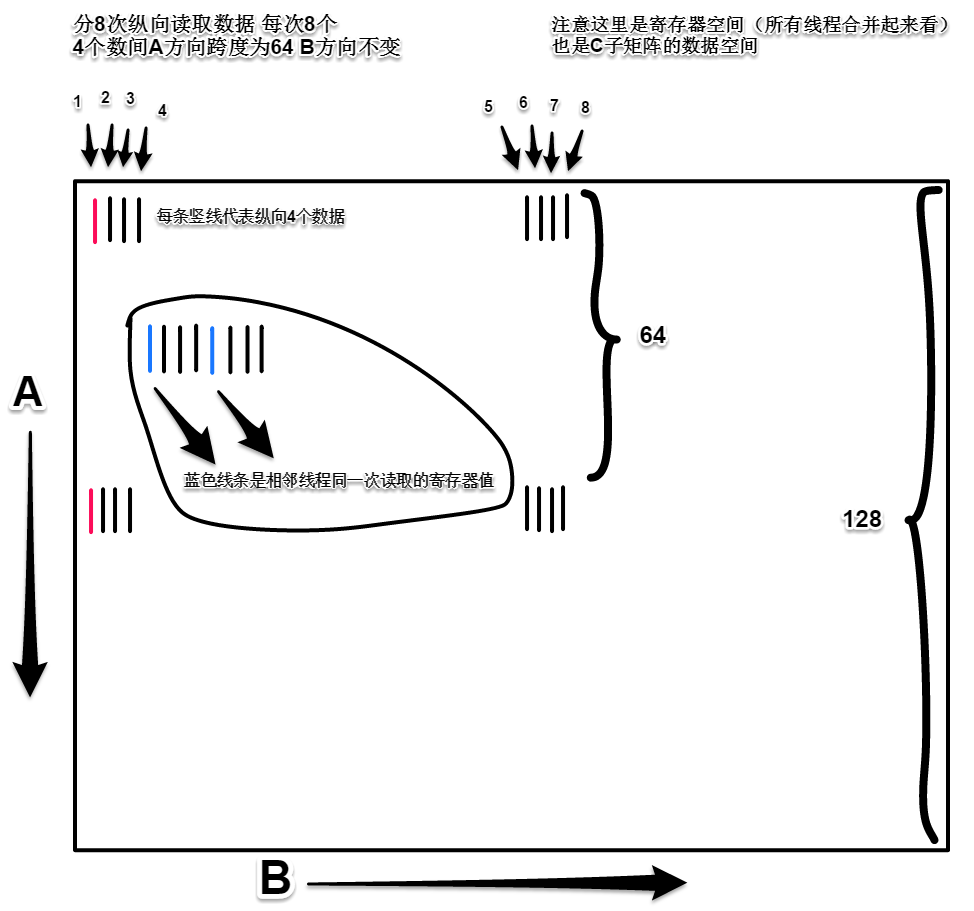 分8次纵向读取数据 每次8个
4个数间A方向跨度为64 B方向不变
注意这里是寄存器空间（所有线程合并起来看）
也是C子矩阵的数据空间
1 2 3 4 5 6 7 8
每条竖线代表纵向4个数据
64
A
蓝色线条是相邻线程同一次读取的寄存器值
128
B